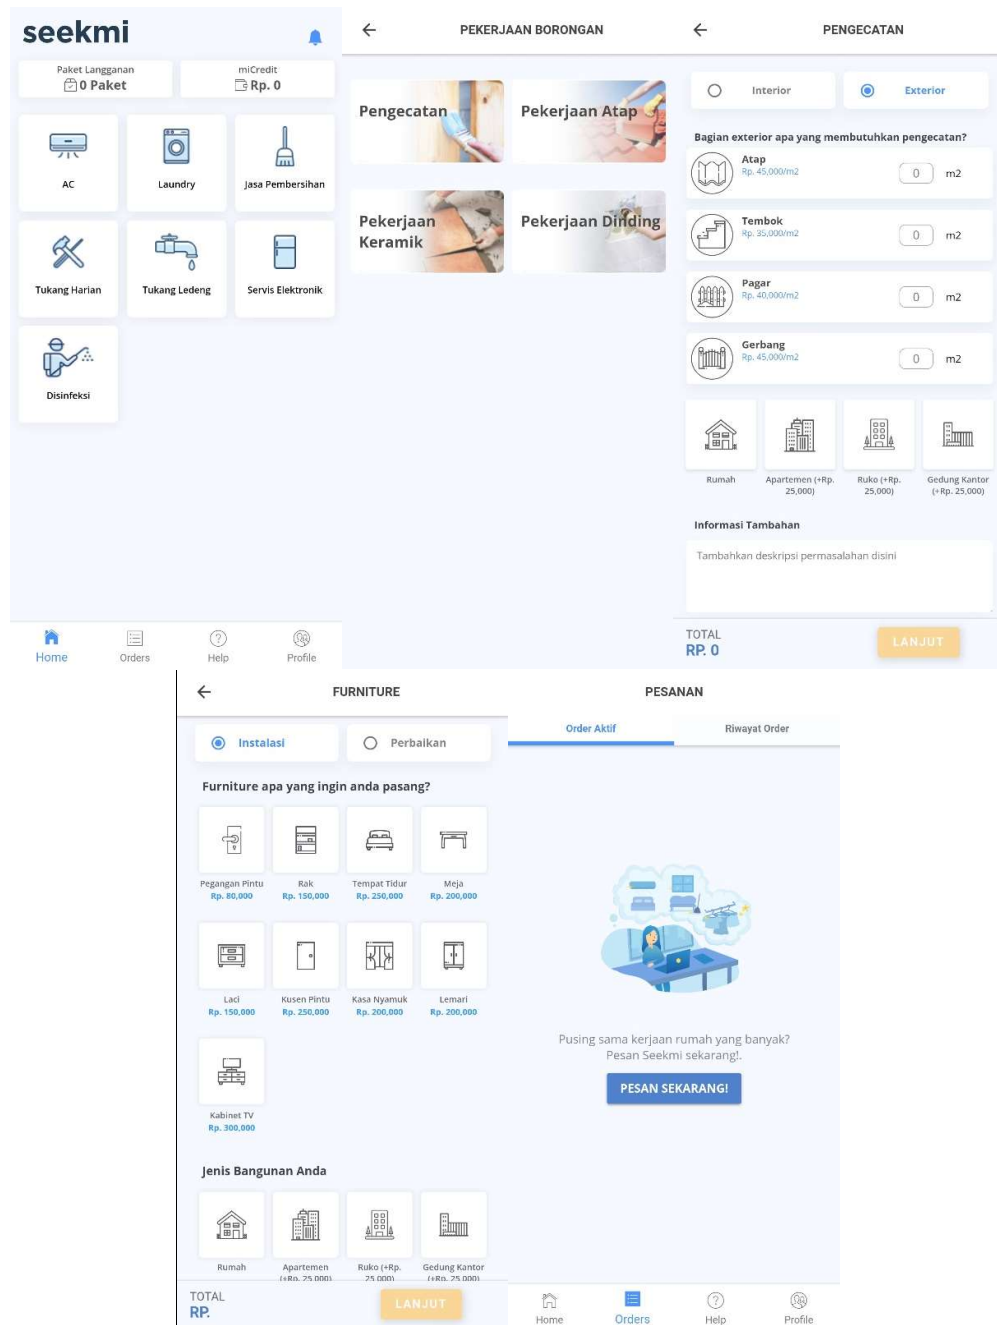 seekmi
Paket Langganan
0 Paket
miCredit
Rp. 0
AC
Laundry
Jasa Pembersihan
Tukang Harian
Tukang Ledeng
Servis Elektronik
Disinfeksi
Home
Orders
Help
Profile
PEKERJAAN BORONGAN
Pengecatan
Pekerjaan Atap
Pekerjaan
Keramik
Pekerjaan Dinding
PENGECATAN
Interior
Exterior
Bagian exterior apa yang membutuhkan pengecatan?
Atap
Rp. 45,000/m2
0 m2
Tembok
Rp. 35,000/m2
0 m2
Pagar
Rp. 40,000/m2
0 m2
Gerbang
Rp. 45,000/m2
0 m2
Rumah
Apartemen (+Rp.
25,000)
Ruko (+Rp.
25,000)
Gedung Kantor
(+Rp. 25,000)
Informasi Tambahan
Tambahkan deskripsi permasalahan disini
TOTAL
RP. 0
LANJUT
FURNITURE
Instalasi
Perbaikan
Furniture apa yang ingin anda pasang?
Pegangan Pintu
Rp. 80,000
Rak
Rp. 150,000
Tempat Tidur
Rp. 250,000
Meja
Rp. 200,000
Laci
Rp. 150,000
Kusen Pintu
Rp. 250,000
Kasa Nyamuk
Rp. 200,000
Lemari
Rp. 200,000
Kabinet TV
Rp. 300,000
Jenis Bangunan Anda
Rumah
Apartemen
(+Rp. 25,000)
Ruko (+Rp.
25,000)
Gedung Kantor
(+Rp. 25,000)
TOTAL
RP.
LANJUT
PESANAN
Order Aktif
Riwayat Order
Pusing sama kerjaan rumah yang banyak?
Pesan Seekmi sekarang!.
PESAN SEKARANG!
Home
Orders
Help
Profile